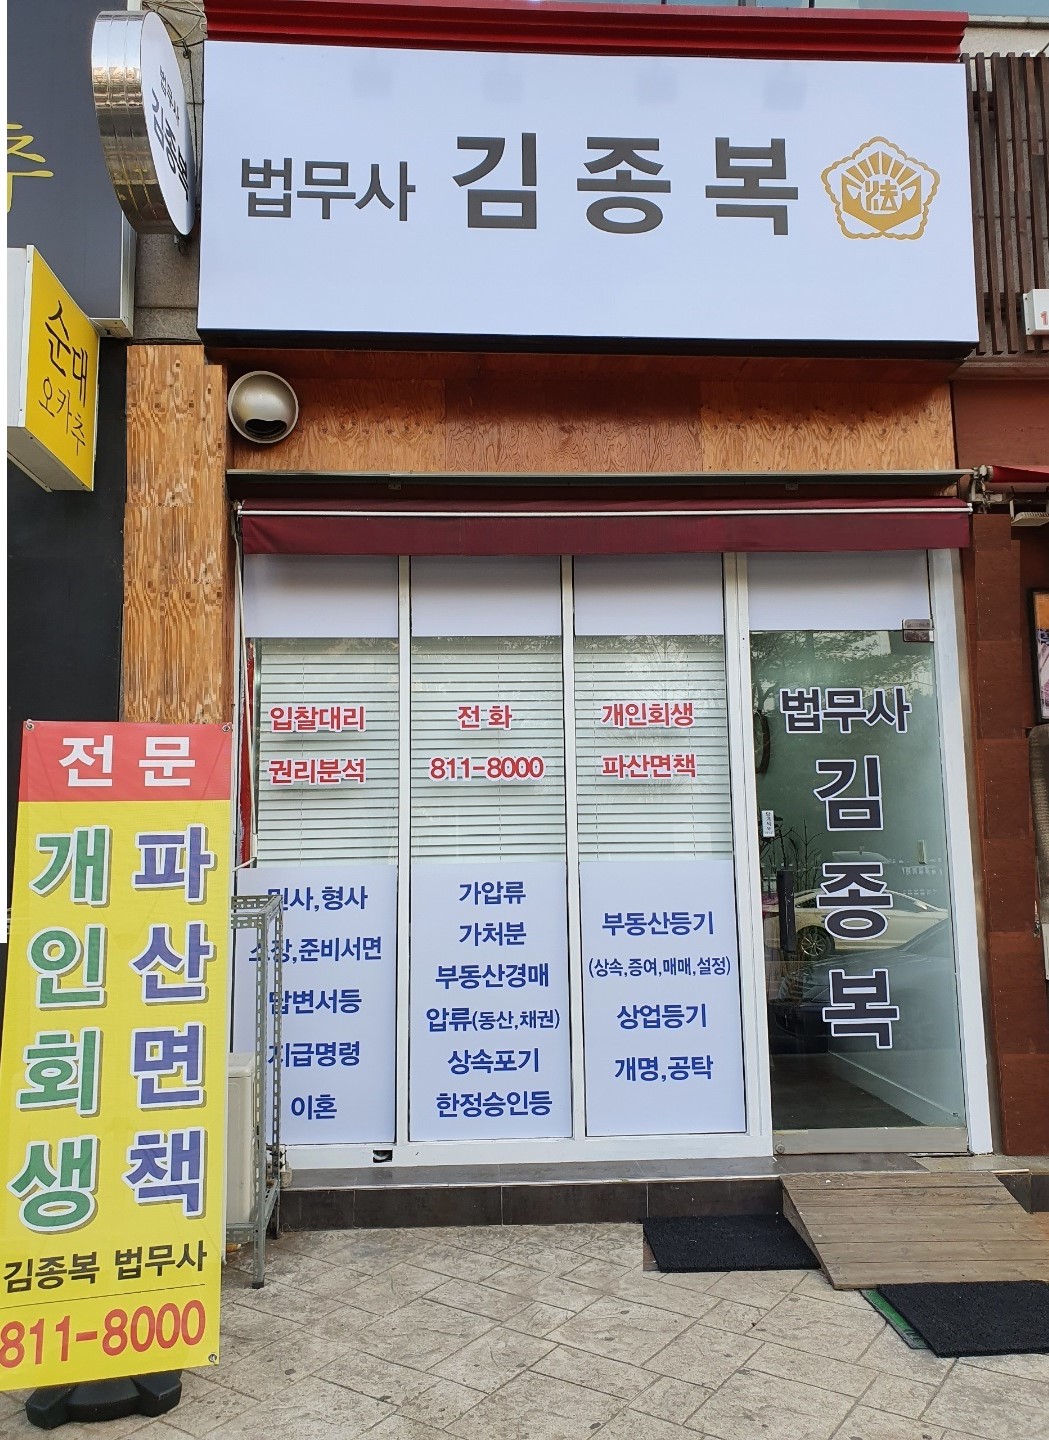 법무사 김종복
法
법무사
김종복
추
순대
오카추
입찰대리
권리분석
전화
811-8000
개인회생
파산면책
법무사
김종복
민사,형사
소장,준비서면
답변서등
지급명령
이혼
가압류
가처분
부동산경매
압류(동산,채권)
상속포기
한정승인등
부동산등기
(상속,증여,매매,설정)
상업등기
개명,공탁
전문
파산면책
개인회생
김종복 법무사
811-8000